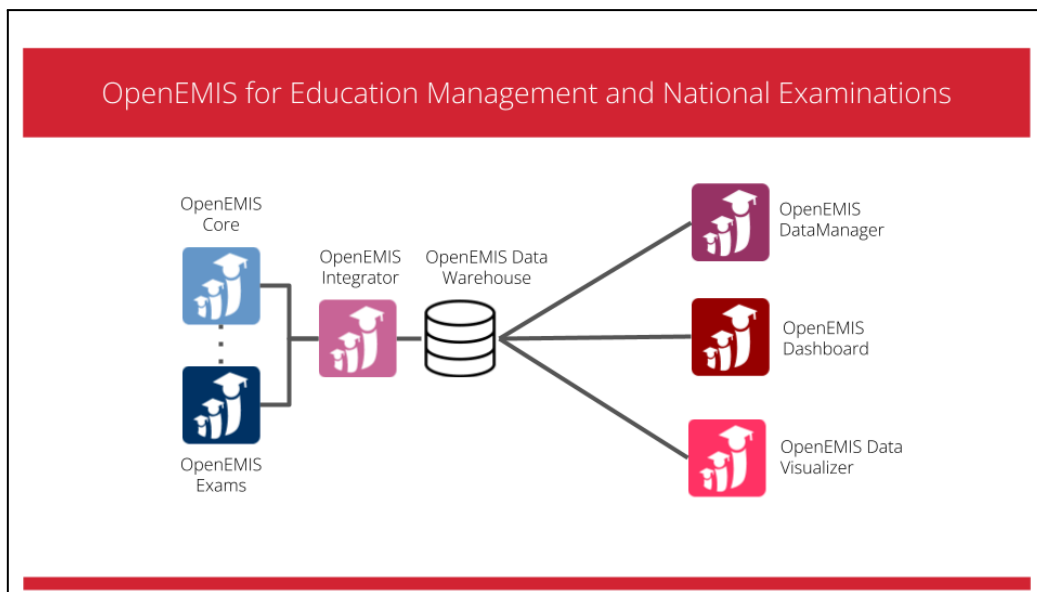 OpenEMIS for Education Management and National Examinations
OpenEMIS
Core
OpenEMIS
Integrator
OpenEMIS Data
Warehouse
OpenEMIS
Exams
OpenEMIS
DataManager
OpenEMIS
Dashboard
OpenEMIS Data
Visualizer